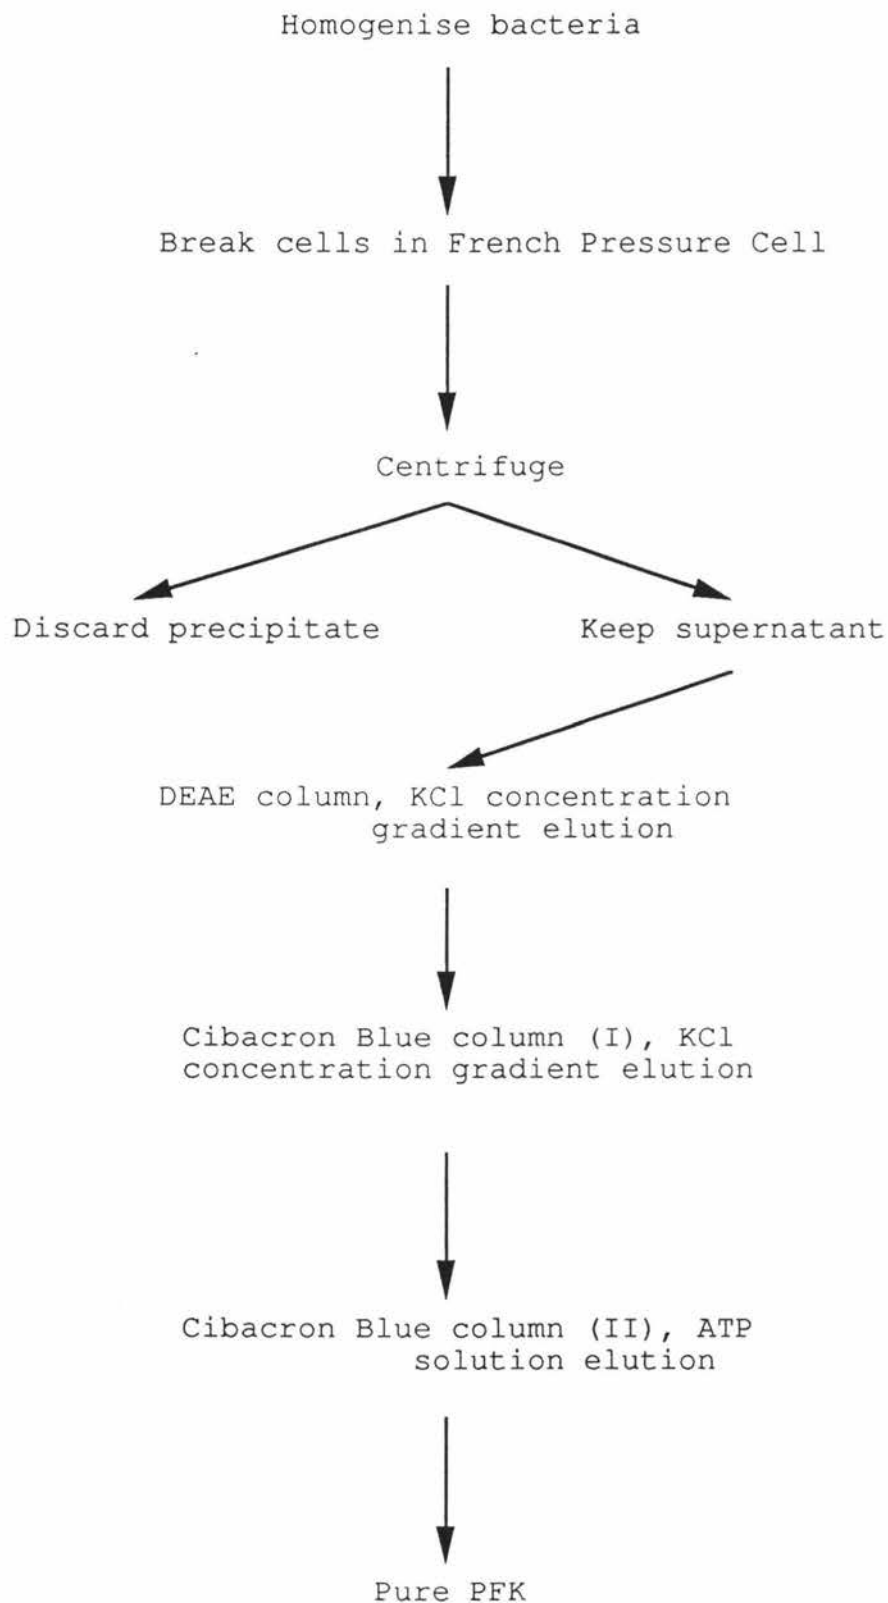 Homogenise bacteria
Break cells in French Pressure Cell
Centrifuge
Discard precipitate
Keep supernatant
DEAE column, KCl concentration
gradient elution
Cibacron Blue column (I), KCl
concentration gradient elution
Cibacron Blue column (II), ATP
solution elution
Pure PFK